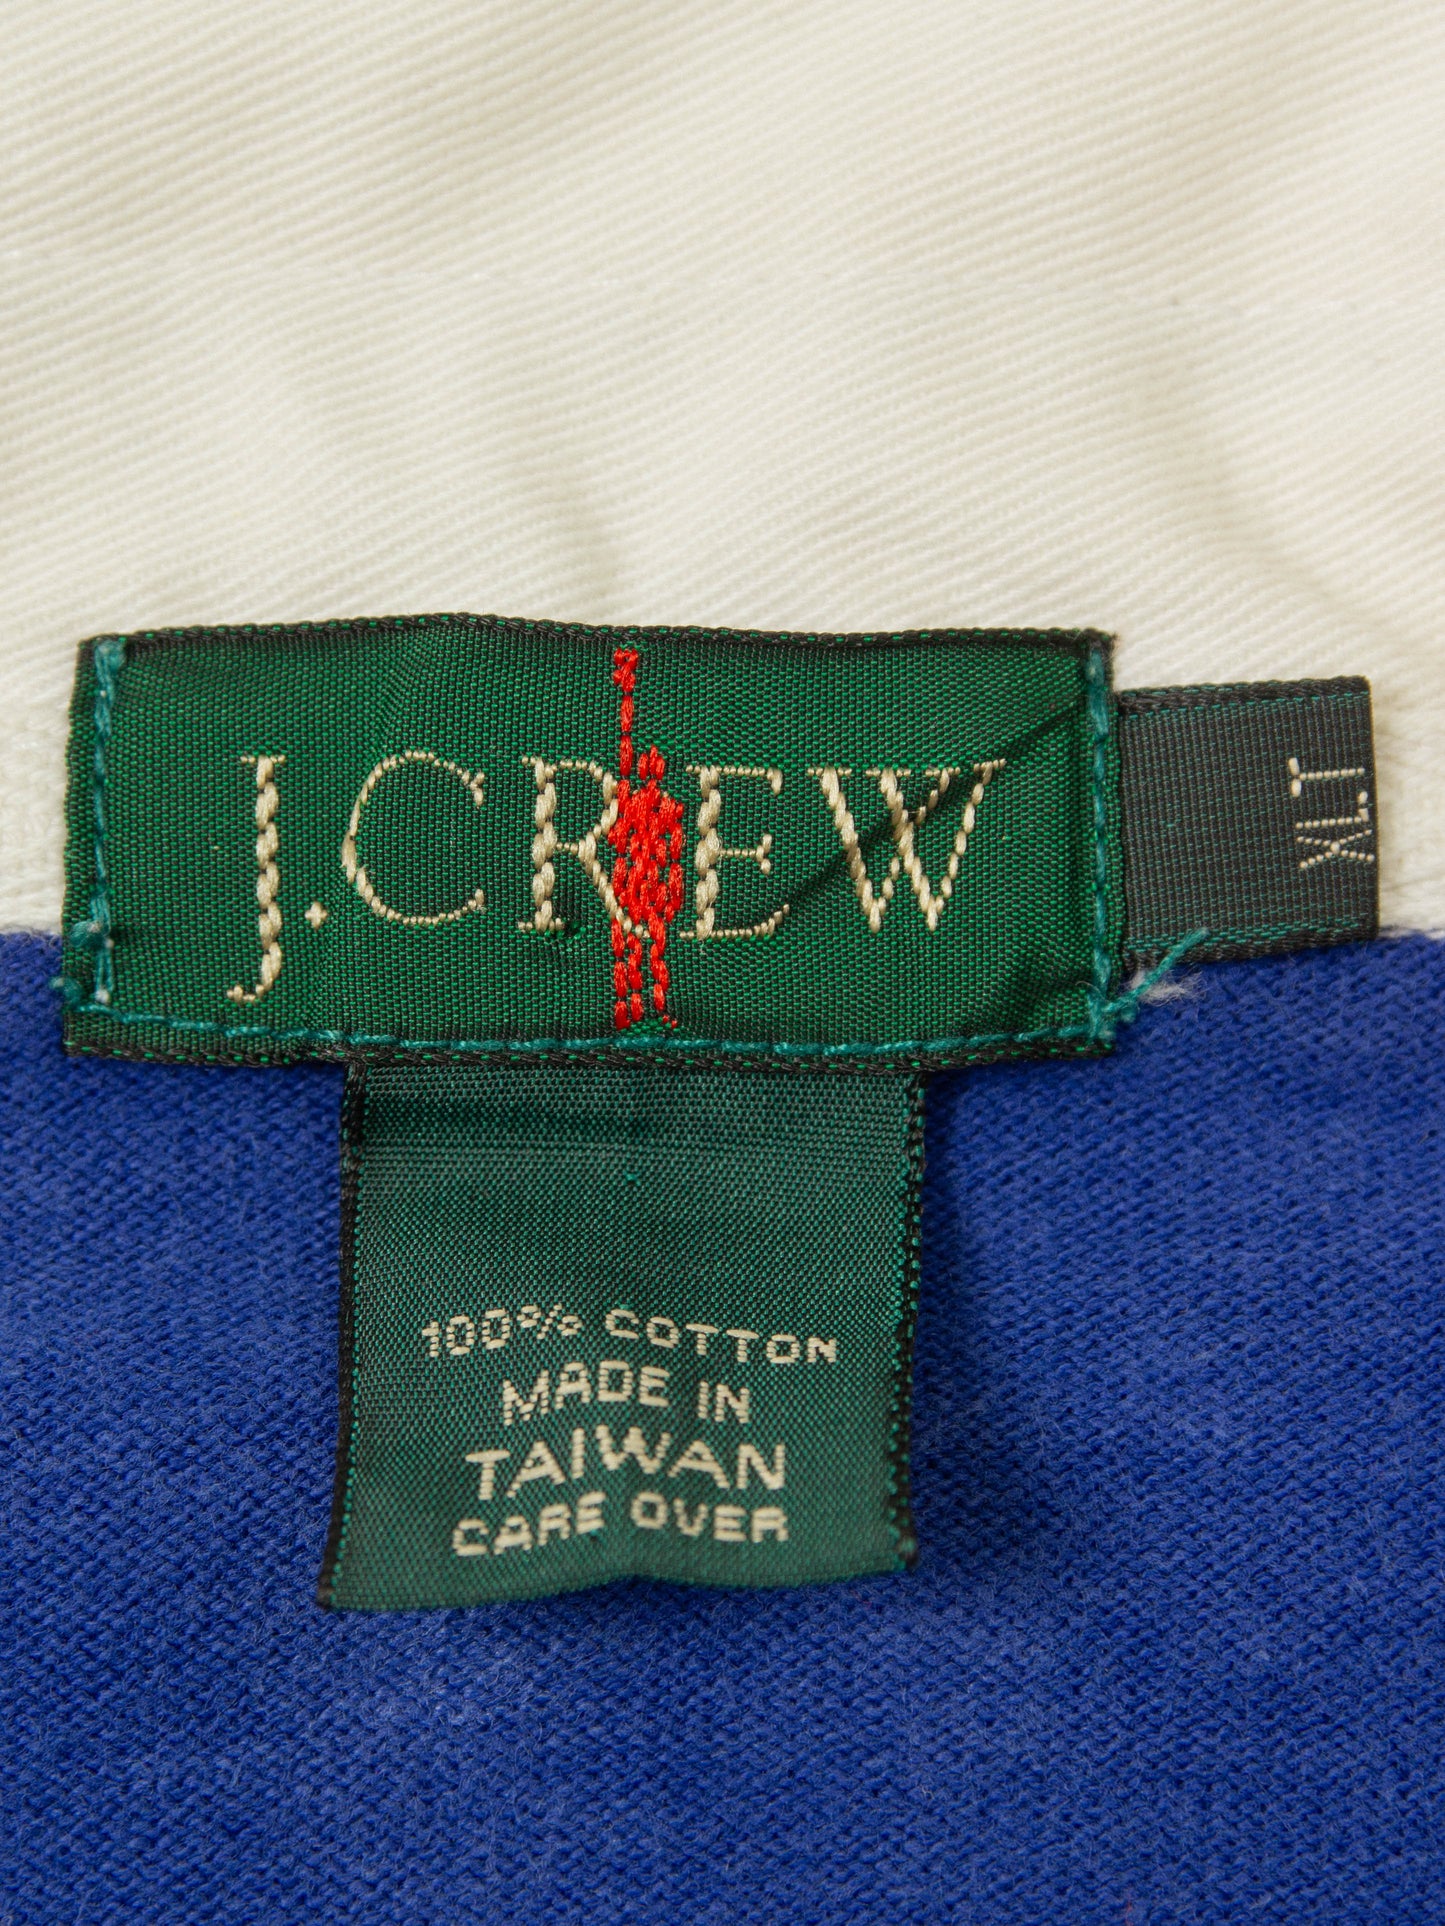 J.CREW
XLT
100% COTTON
MADE IN
TAIWAN
CARE OVER